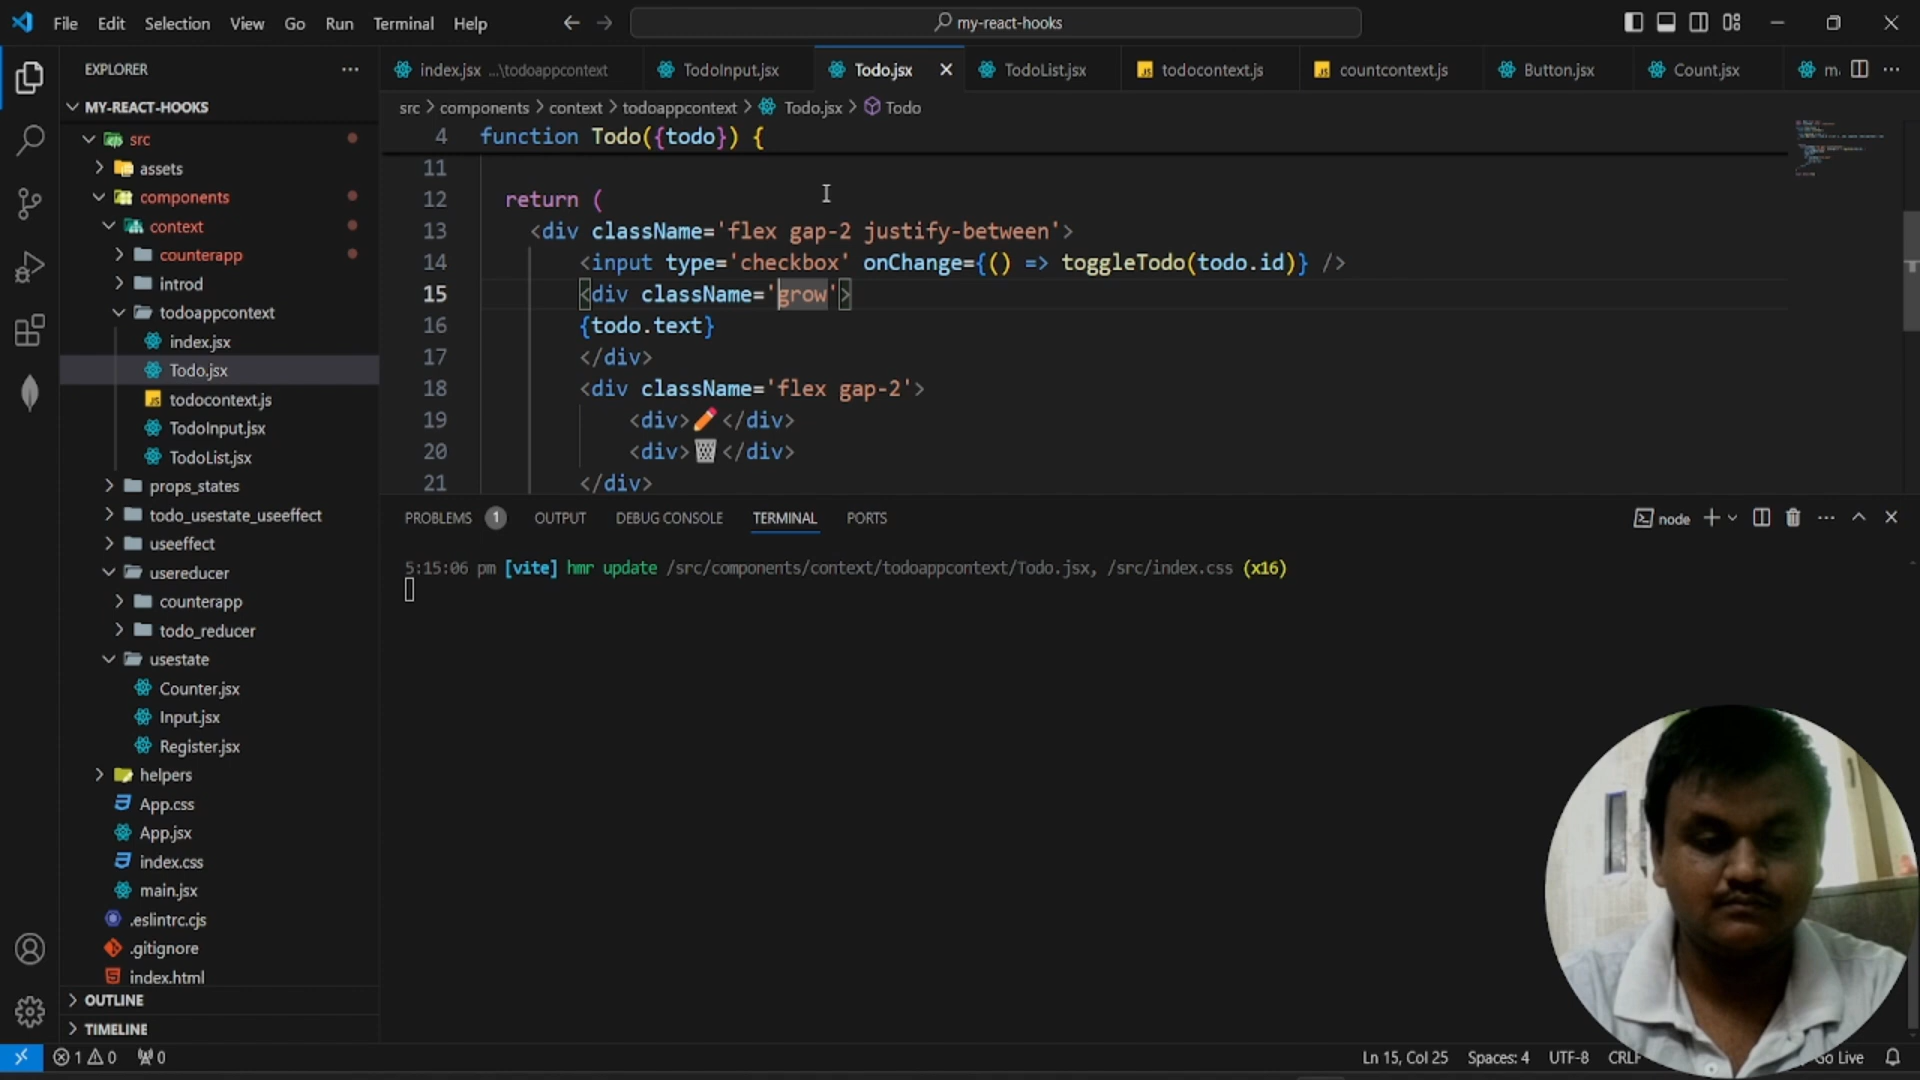 File Edit Selection View Go Run Terminal Help
my-react-hooks
EXPLORER
MY-REACT-HOOKS
src
assets
components
context
counterapp
introd
todoappcontext
index.jsx
Todo.jsx
todocontext.js
TodoInput.jsx
TodoList.jsx
props_states
todo_usestate_useeffect
useeffect
usereducer
counterapp
todo_reducer
usestate
Counter.jsx
Input.jsx
Register.jsx
helpers
App.css
App.jsx
index.css
main.jsx
.eslintrc.cjs
.gitignore
index.html
OUTLINE
TIMELINE
index.jsx ...\todoappcontext TodoInput.jsx Todo.jsx TodoList.jsx todocontext.js countcontext.js Button.jsx Count.jsx
src > components > context > todoappcontext > Todo.jsx > Todo
4 function Todo({todo}) {
11
12 return (
13 <div className='flex gap-2 justify-between'>
14 <input type='checkbox' onChange={() => toggleTodo(todo.id)} />
15 <div className='grow'>
16 {todo.text}
17 </div>
18 <div className='flex gap-2'>
19 <div>✏️</div>
20 <div>🗑️</div>
21 </div>
PROBLEMS 1 OUTPUT DEBUG CONSOLE TERMINAL PORTS
node
5:15:06 pm [vite] hmr update /src/components/context/todoappcontext/Todo.jsx, /src/index.css (x16)
1 0 0
Ln 15, Col 25 Spaces: 4 UTF-8 CRLF Go Live